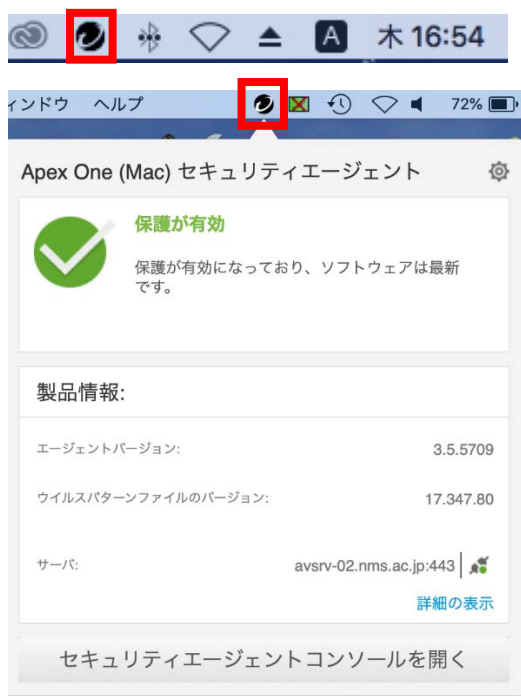 A 木 16:54
ィンドウ ヘルプ 72%
Apex One (Mac) セキュリティエージェント
保護が有効
保護が有効になっており、ソフトウェアは最新
です。
製品情報:
エージェントバージョン: 3.5.5709
ウイルスパターンファイルのバージョン: 17.347.80
サーバ: avsrv-02.nms.ac.jp:443
詳細の表示
セキュリティエージェントコンソールを開く